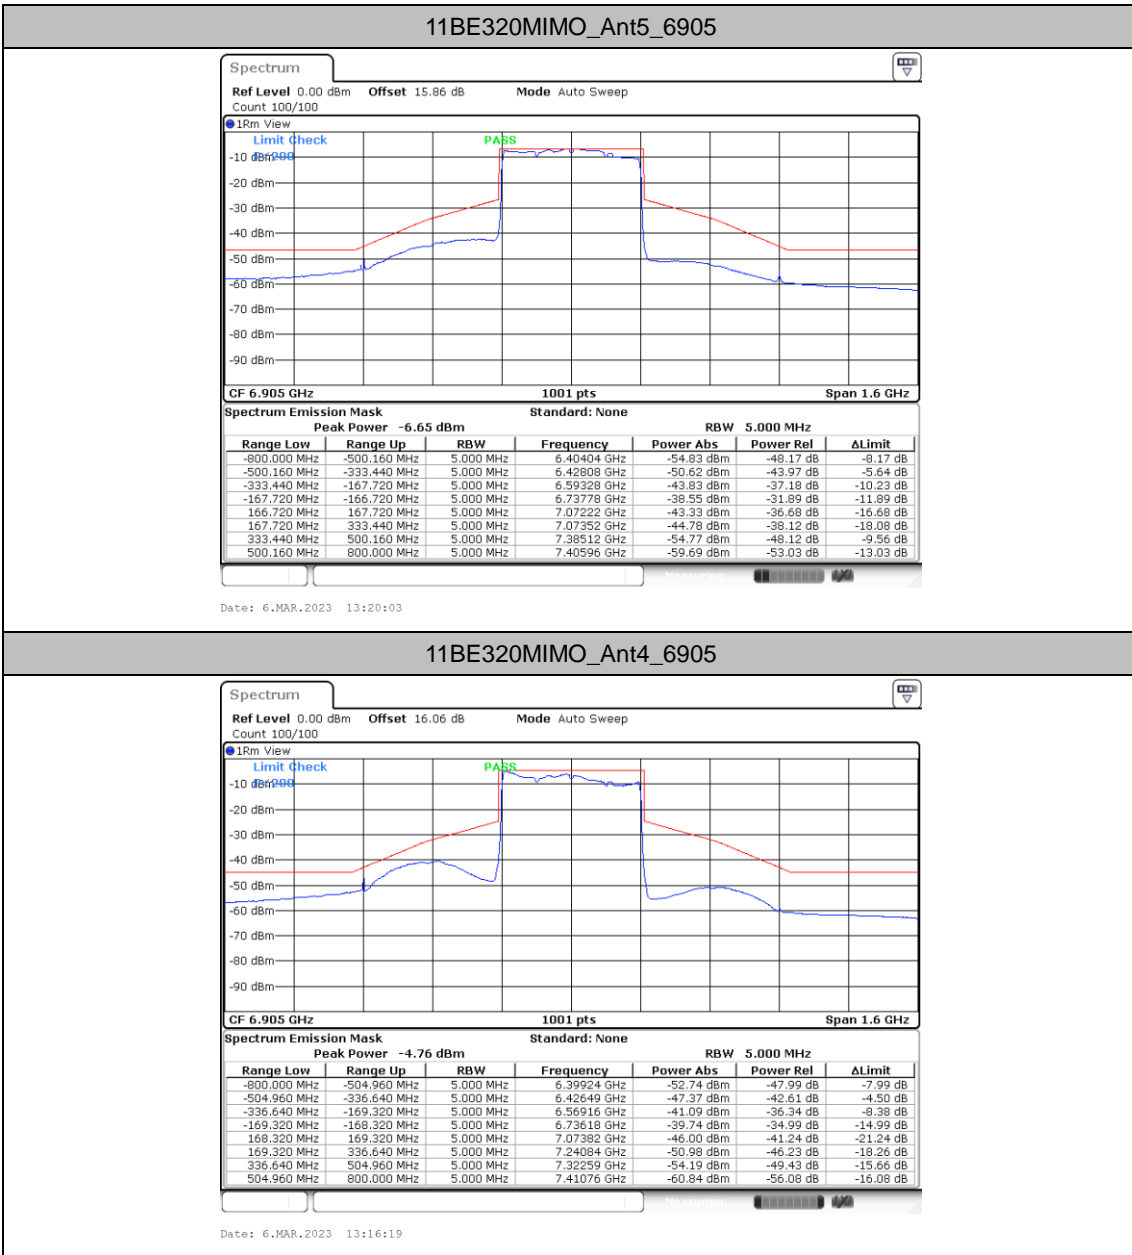 11BE320MIMO_Ant5_6905
Spectrum
Ref Level 0.00 dBm Offset 15.86 dB Mode Auto Sweep
Count 100/100
1Rm View
Limit Check PASS
-10 dBm
-20 dBm
-30 dBm
-40 dBm
-50 dBm
-60 dBm
-70 dBm
-80 dBm
-90 dBm
CF 6.905 GHz 1001 pts Span 1.6 GHz
Spectrum Emission Mask Standard: None
Peak Power -6.65 dBm RBW 5.000 MHz
Range Low Range Up RBW Frequency Power Abs Power Rel ΔLimit
-800.000 MHz -500.160 MHz 5.000 MHz 6.40404 GHz -54.83 dBm -48.17 dB -8.17 dB
-500.160 MHz -333.440 MHz 5.000 MHz 6.42808 GHz -50.62 dBm -43.97 dB -5.64 dB
-333.440 MHz -167.720 MHz 5.000 MHz 6.59328 GHz -43.83 dBm -37.18 dB -10.23 dB
-167.720 MHz -166.720 MHz 5.000 MHz 6.73778 GHz -38.55 dBm -31.89 dB -11.89 dB
166.720 MHz 167.720 MHz 5.000 MHz 7.07222 GHz -43.33 dBm -36.68 dB -16.68 dB
167.720 MHz 333.440 MHz 5.000 MHz 7.07352 GHz -44.78 dBm -38.12 dB -18.08 dB
333.440 MHz 500.160 MHz 5.000 MHz 7.38512 GHz -54.77 dBm -48.12 dB -9.56 dB
500.160 MHz 800.000 MHz 5.000 MHz 7.40596 GHz -59.69 dBm -53.03 dB -13.03 dB
Measuring...
Date: 6.MAR.2023 13:20:03
11BE320MIMO_Ant4_6905
Spectrum
Ref Level 0.00 dBm Offset 16.06 dB Mode Auto Sweep
Count 100/100
1Rm View
Limit Check PASS
-10 dBm
-20 dBm
-30 dBm
-40 dBm
-50 dBm
-60 dBm
-70 dBm
-80 dBm
-90 dBm
CF 6.905 GHz 1001 pts Span 1.6 GHz
Spectrum Emission Mask Standard: None
Peak Power -4.76 dBm RBW 5.000 MHz
Range Low Range Up RBW Frequency Power Abs Power Rel ΔLimit
-800.000 MHz -504.960 MHz 5.000 MHz 6.39924 GHz -52.74 dBm -47.99 dB -7.99 dB
-504.960 MHz -336.640 MHz 5.000 MHz 6.42649 GHz -47.37 dBm -42.61 dB -4.50 dB
-336.640 MHz -169.320 MHz 5.000 MHz 6.56916 GHz -41.09 dBm -36.34 dB -8.38 dB
-169.320 MHz -168.320 MHz 5.000 MHz 6.73618 GHz -39.74 dBm -34.99 dB -14.99 dB
168.320 MHz 169.320 MHz 5.000 MHz 7.07382 GHz -46.00 dBm -41.24 dB -21.24 dB
169.320 MHz 336.640 MHz 5.000 MHz 7.24084 GHz -50.98 dBm -46.23 dB -18.26 dB
336.640 MHz 504.960 MHz 5.000 MHz 7.32259 GHz -54.19 dBm -49.43 dB -15.66 dB
504.960 MHz 800.000 MHz 5.000 MHz 7.41076 GHz -60.84 dBm -56.08 dB -16.08 dB
Measuring...
Date: 6.MAR.2023 13:16:19